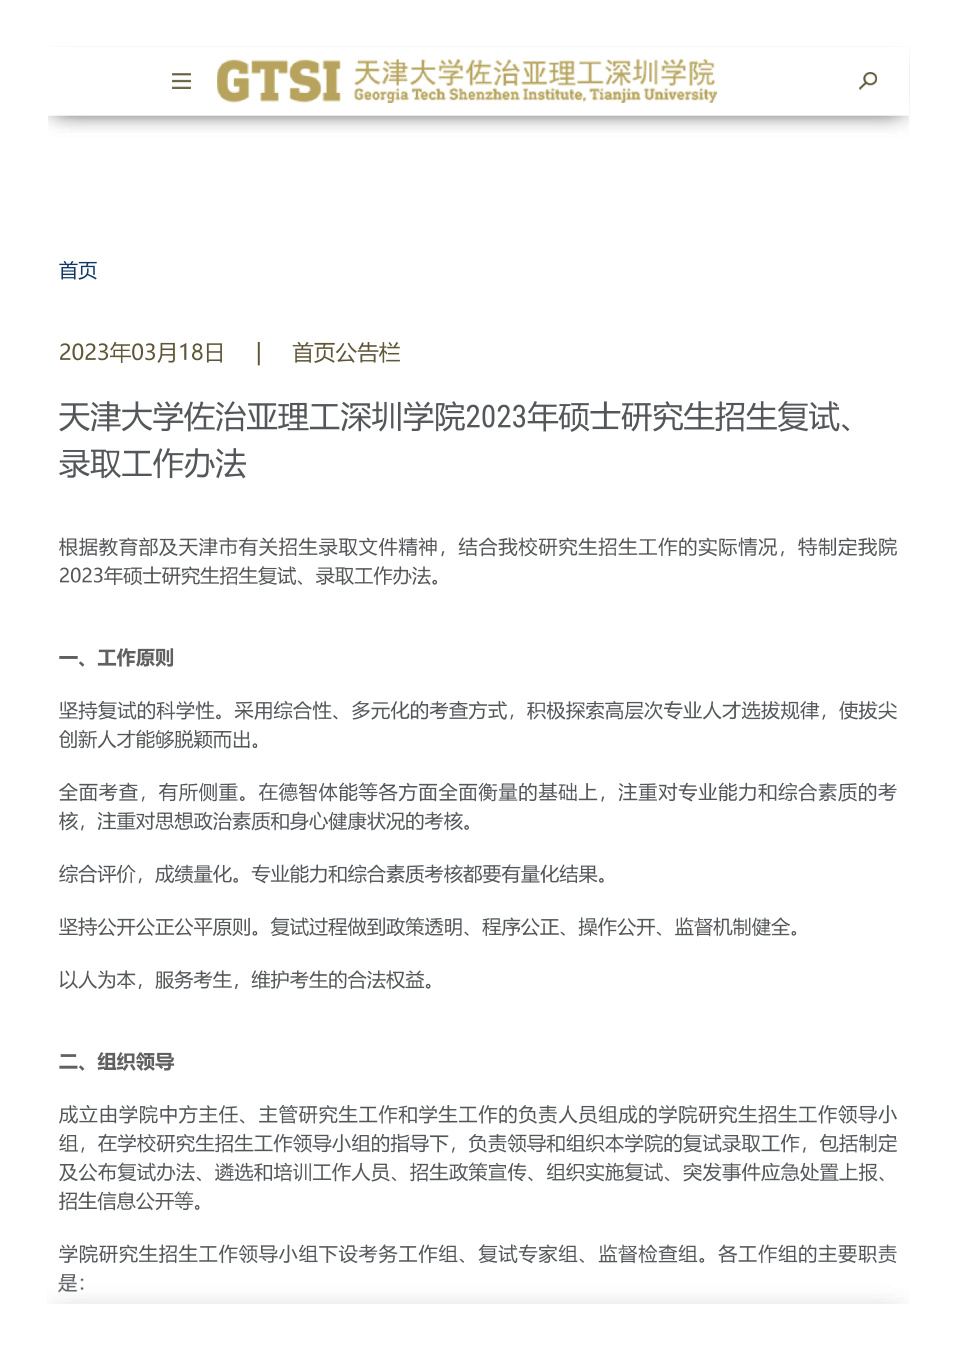 GTSI 天津大学佐治亚理工深圳学院
Georgia Tech Shenzhen Institute, Tianjin University
首页
2023年03月18日 | 首页公告栏
天津大学佐治亚理工深圳学院2023年硕士研究生招生复试、
录取工作办法
根据教育部及天津市有关招生录取文件精神，结合我校研究生招生工作的实际情况，特制定我院
2023年硕士研究生招生复试、录取工作办法。
一、工作原则
坚持复试的科学性。采用综合性、多元化的考查方式，积极探索高层次专业人才选拔规律，使拔尖
创新人才能够脱颖而出。
全面考查，有所侧重。在德智体能等各方面全面衡量的基础上，注重对专业能力和综合素质的考
核，注重对思想政治素质和身心健康状况的考核。
综合评价，成绩量化。专业能力和综合素质考核都要有量化结果。
坚持公开公正公平原则。复试过程做到政策透明、程序公正、操作公开、监督机制健全。
以人为本，服务考生，维护考生的合法权益。
二、组织领导
成立由学院中方主任、主管研究生工作和学生工作的负责人员组成的学院研究生招生工作领导小
组，在学校研究生招生工作领导小组的指导下，负责领导和组织本学院的复试录取工作，包括制定
及公布复试办法、遴选和培训工作人员、招生政策宣传、组织实施复试、突发事件应急处置上报、
招生信息公开等。
学院研究生招生工作领导小组下设考务工作组、复试专家组、监督检查组。各工作组的主要职责
是：